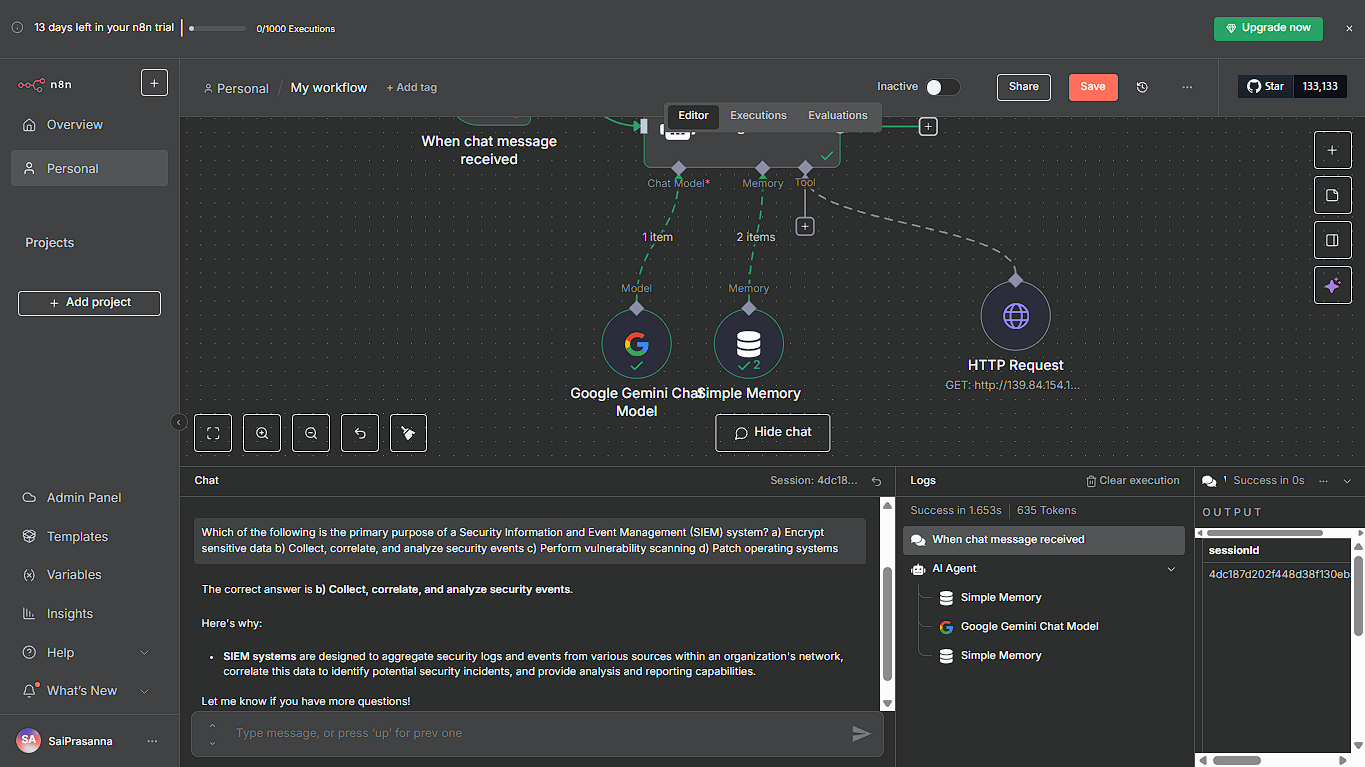 13 days left in your n8n trial
0/1000 Executions
Upgrade now
n8n
Personal / My workflow + Add tag
Inactive
Share
Save
Star 133,133
Overview
Personal
Projects
+ Add project
Admin Panel
Templates
Variables
Insights
Help
What's New
SA SaiPrasanna
Editor Executions Evaluations
When chat message
received
Chat Model* Memory Tool
1 item 2 items
Model Memory
2
Google Gemini Chat
Model
Simple Memory
HTTP Request
GET: http://139.84.154.1...
Hide chat
Chat
Session: 4dc18...
Which of the following is the primary purpose of a Security Information and Event Management (SIEM) system? a) Encrypt
sensitive data b) Collect, correlate, and analyze security events c) Perform vulnerability scanning d) Patch operating systems
The correct answer is b) Collect, correlate, and analyze security events.
Here's why:
• SIEM systems are designed to aggregate security logs and events from various sources within an organization's network,
correlate this data to identify potential security incidents, and provide analysis and reporting capabilities.
Let me know if you have more questions!
Type message, or press 'up' for prev one
Logs
Clear execution
Success in 1.653s 635 Tokens
When chat message received
AI Agent
Simple Memory
Google Gemini Chat Model
Simple Memory
Success in 0s
OUTPUT
sessionId
4dc187d202f448d38f130eb